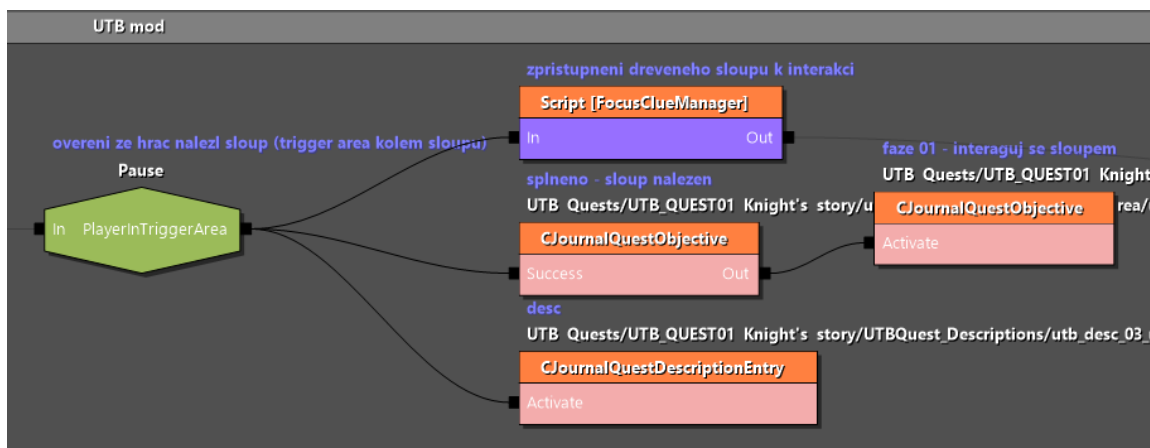 UTB mod
zpristupneni dreveneho sloupu k interakci
Script [FocusClueManager]
In Out
overeni ze hrac nalezl sloup (trigger area kolem sloupu)
Pause
In PlayerInTriggerArea
splneno - sloup nalezen
UTB Quests/UTB_QUEST01 Knight's story/u
CJournalQuestObjective
Success Out
faze 01 - interaguj se sloupem
UTB Quests/UTB_QUEST01 Knight
CJournalQuestObjective
area/
Activate
desc
UTB Quests/UTB_QUEST01 Knight's story/UTBQuest_Descriptions/utb_desc_03_
CJournalQuestDescriptionEntry
Activate